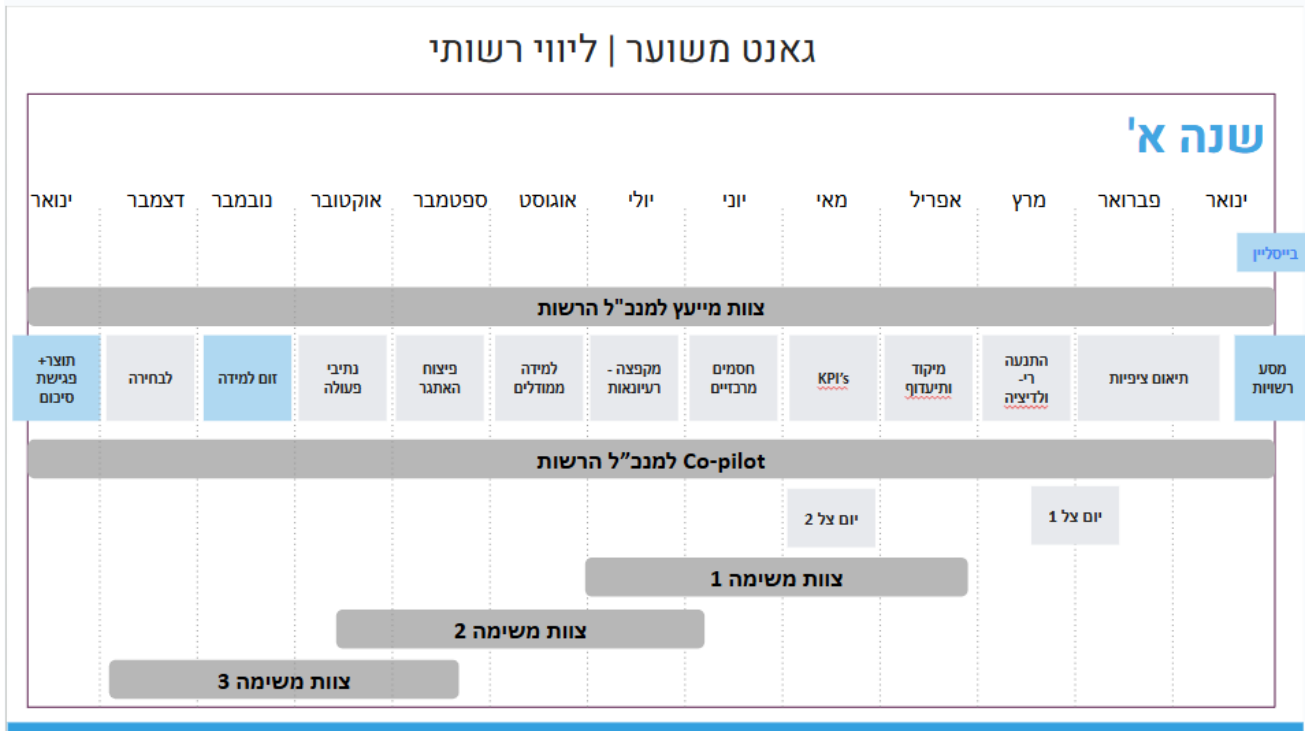 גאנט משוער | ליווי רשותי
שנה א'
ינואר
פברואר
מרץ
אפריל
מאי
יוני
יולי
אוגוסט
ספטמבר
אוקטובר
נובמבר
דצמבר
ינואר
בייסליין
צוות מייעץ למנכ"ל הרשות
מסע
רשויות
תיאום ציפיות
התנעה
רי-
ולדיציה
מיקוד
ותיעדוף
KPI's
חסמים
מרכזיים
מקפצה -
רעיונאות
למידה
ממודלים
פיצוח
האתגר
נתיבי
פעולה
זום למידה
לבחירה
תוצר+
פגישת
סיכום
Co-pilot למנכ”ל הרשות
יום צל 1
יום צל 2
צוות משימה 1
צוות משימה 2
צוות משימה 3